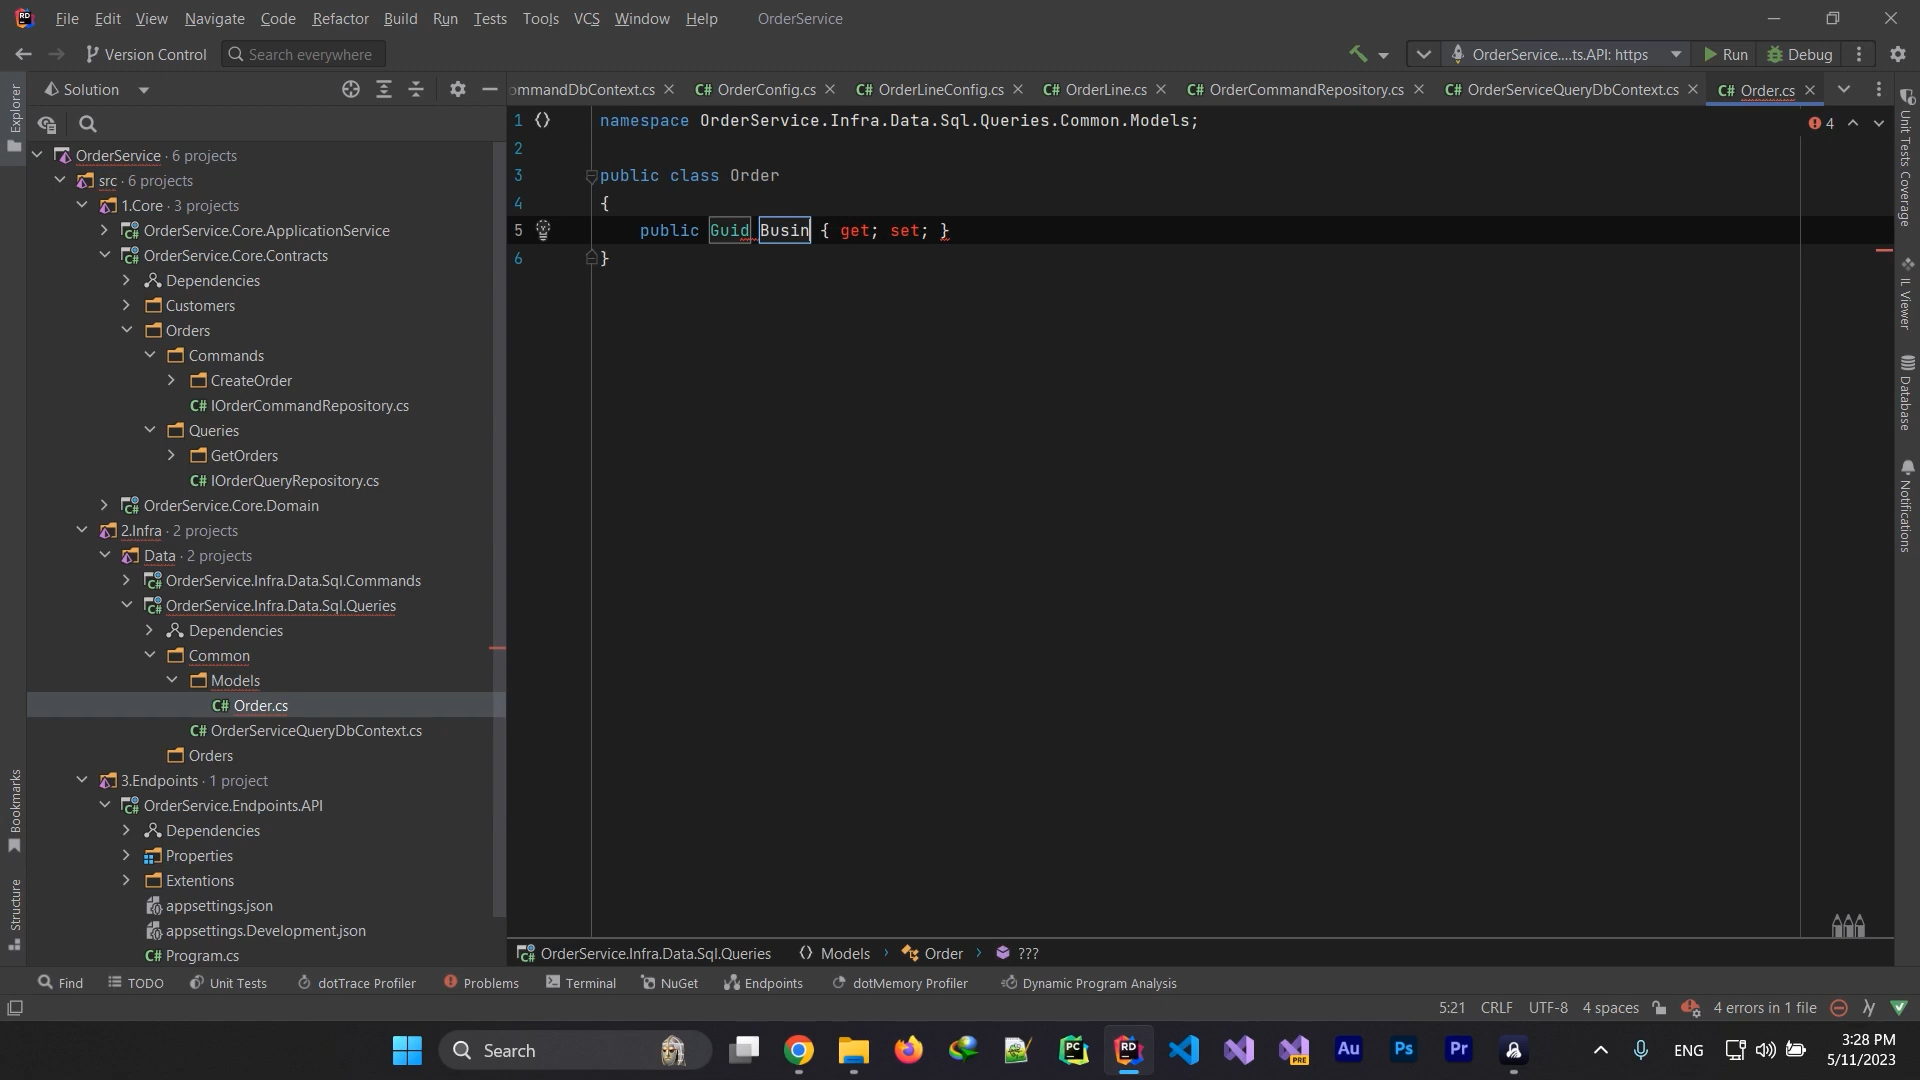 File Edit View Navigate Code Refactor Build Run Tests Tools VCS Window Help OrderService
Version Control Search everywhere OrderService....ts.API: https Run Debug
Solution
ommandDbContext.cs OrderConfig.cs OrderLineConfig.cs OrderLine.cs OrderCommandRepository.cs OrderServiceQueryDbContext.cs Order.cs
1 namespace OrderService.Infra.Data.Sql.Queries.Common.Models;
4
2
3 public class Order
4 {
5 public Guid Busin { get; set; }
6 }
OrderService · 6 projects
src · 6 projects
1.Core · 3 projects
OrderService.Core.ApplicationService
OrderService.Core.Contracts
Dependencies
Customers
Orders
Commands
CreateOrder
C# IOrderCommandRepository.cs
Queries
GetOrders
C# IOrderQueryRepository.cs
OrderService.Core.Domain
2.Infra · 2 projects
Data · 2 projects
OrderService.Infra.Data.Sql.Commands
OrderService.Infra.Data.Sql.Queries
Dependencies
Common
Models
C# Order.cs
C# OrderServiceQueryDbContext.cs
Orders
3.Endpoints · 1 project
OrderService.Endpoints.API
Dependencies
Properties
Extentions
appsettings.json
appsettings.Development.json
C# Program.cs
Explorer
Bookmarks
Structure
Unit Tests Coverage
IL Viewer
Database
Notifications
OrderService.Infra.Data.Sql.Queries Models Order ???
Find TODO Unit Tests dotTrace Profiler Problems Terminal NuGet Endpoints dotMemory Profiler Dynamic Program Analysis
5:21 CRLF UTF-8 4 spaces 4 errors in 1 file
Search
ENG
3:28 PM
5/11/2023